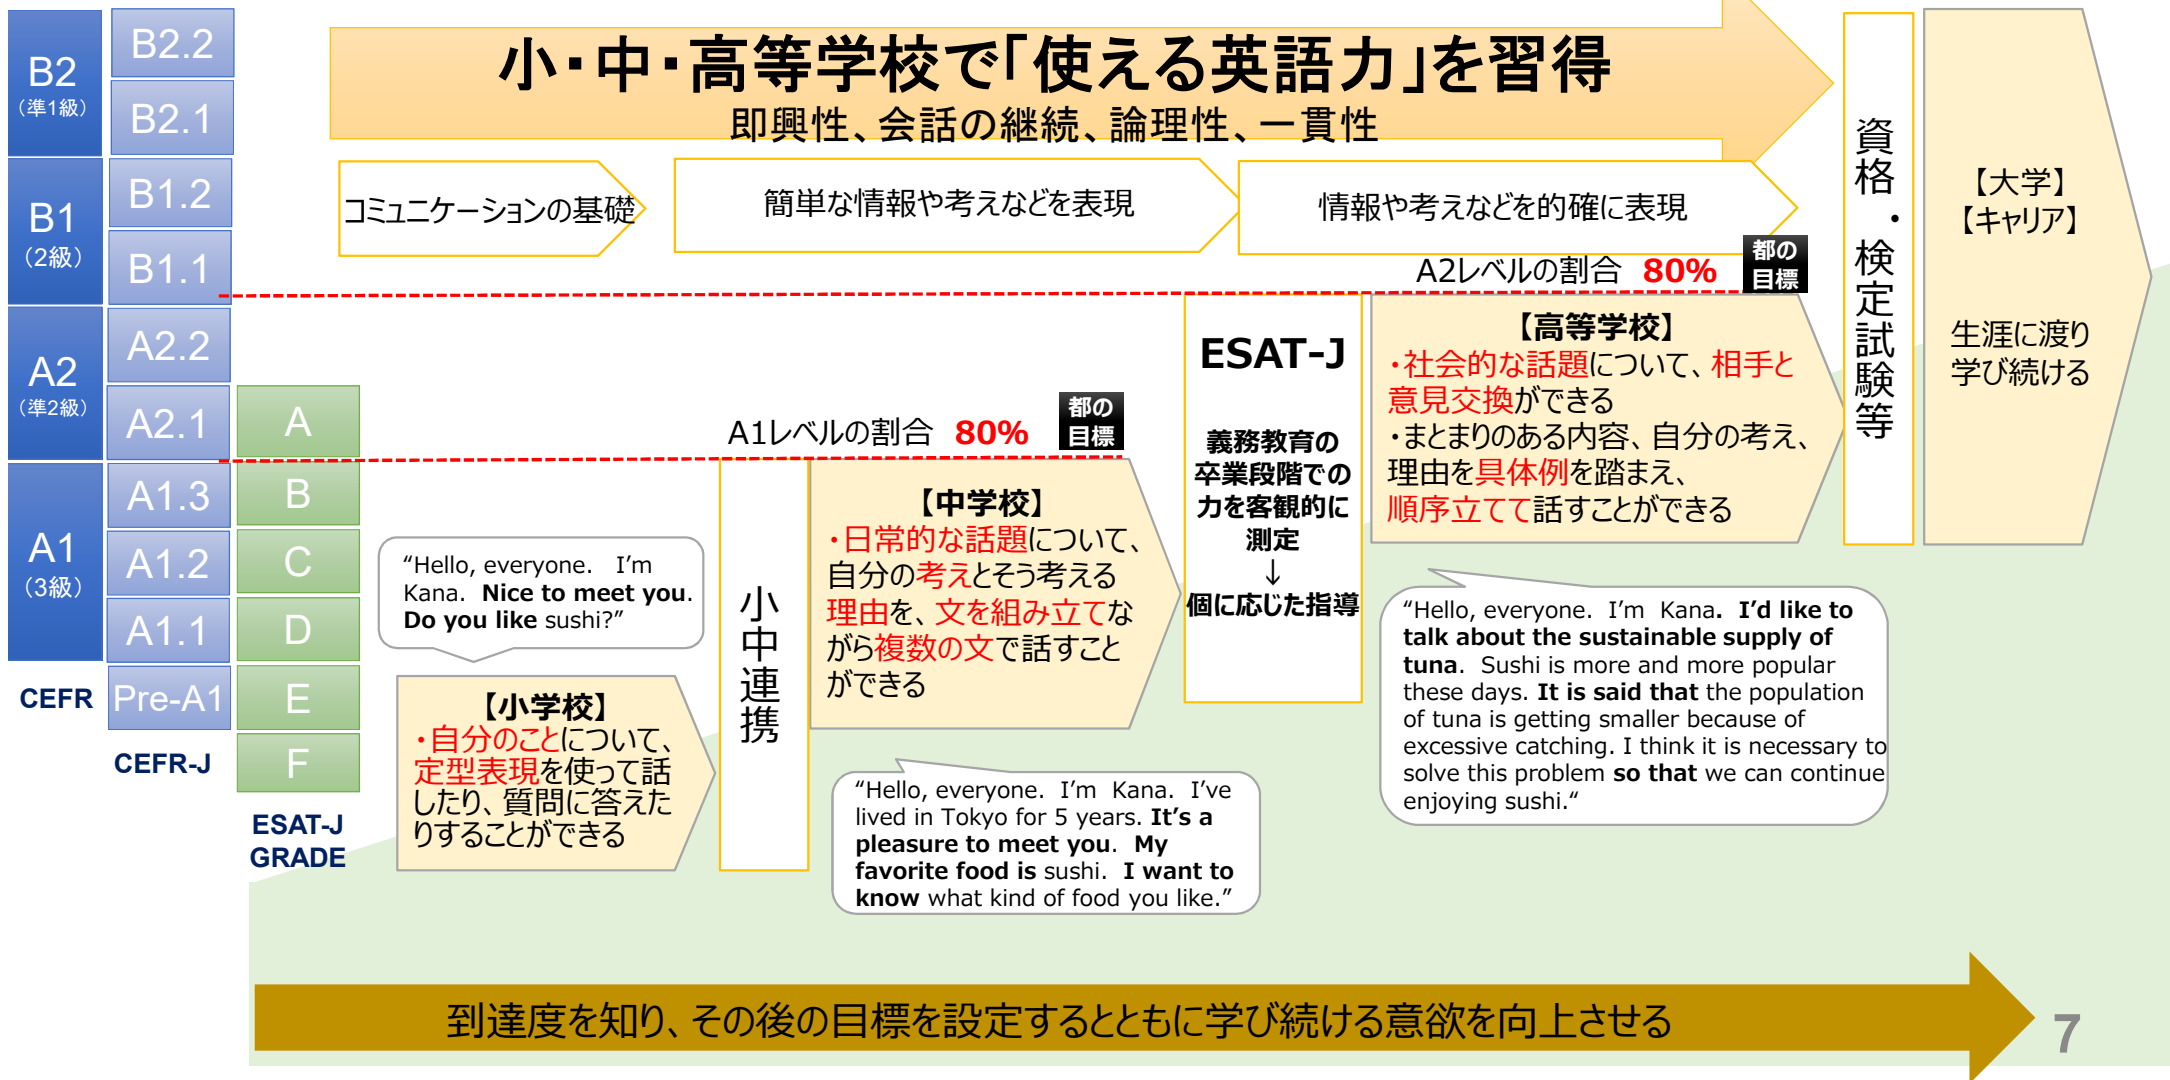 小・中・高等学校で「使える英語力」を習得
即興性、会話の継続、論理性、一貫性
コミュニケーションの基礎
簡単な情報や考えなどを表現
情報や考えなどを的確に表現
B2
（準1級）
B1
（2級）
A2
（準2級）
A1
（3級）
CEFR
B2.2
B2.1
B1.2
B1.1
A2.2
A2.1
A1.3
A1.2
A1.1
Pre-A1
CEFR-J
A
B
C
D
E
F
ESAT-J
GRADE
“Hello, everyone. I’m
Kana. Nice to meet you.
Do you like sushi?”
【小学校】
・自分のことについて、
定型表現を使って話
したり、質問に答えた
りすることができる
小中連携
A1レベルの割合 80%
都の
目標
【中学校】
・日常的な話題について、
自分の考えとそう考える
理由を、文を組み立てな
がら複数の文で話すこと
ができる
“Hello, everyone. I’m Kana. I’ve
lived in Tokyo for 5 years. It’s a
pleasure to meet you. My
favorite food is sushi. I want to
know what kind of food you like.”
ESAT-J
義務教育の
卒業段階での
力を客観的に
測定
↓
個に応じた指導
A2レベルの割合 80%
都の
目標
【高等学校】
・社会的な話題について、相手と
意見交換ができる
・まとまりのある内容、自分の考え、
理由を具体例を踏まえ、
順序立てて話すことができる
“Hello, everyone. I’m Kana. I’d like to
talk about the sustainable supply of
tuna. Sushi is more and more popular
these days. It is said that the population
of tuna is getting smaller because of
excessive catching. I think it is necessary to
solve this problem so that we can continue
enjoying sushi.“
資格・検定試験等
【大学】
【キャリア】
生涯に渡り
学び続ける
到達度を知り、その後の目標を設定するとともに学び続ける意欲を向上させる
7